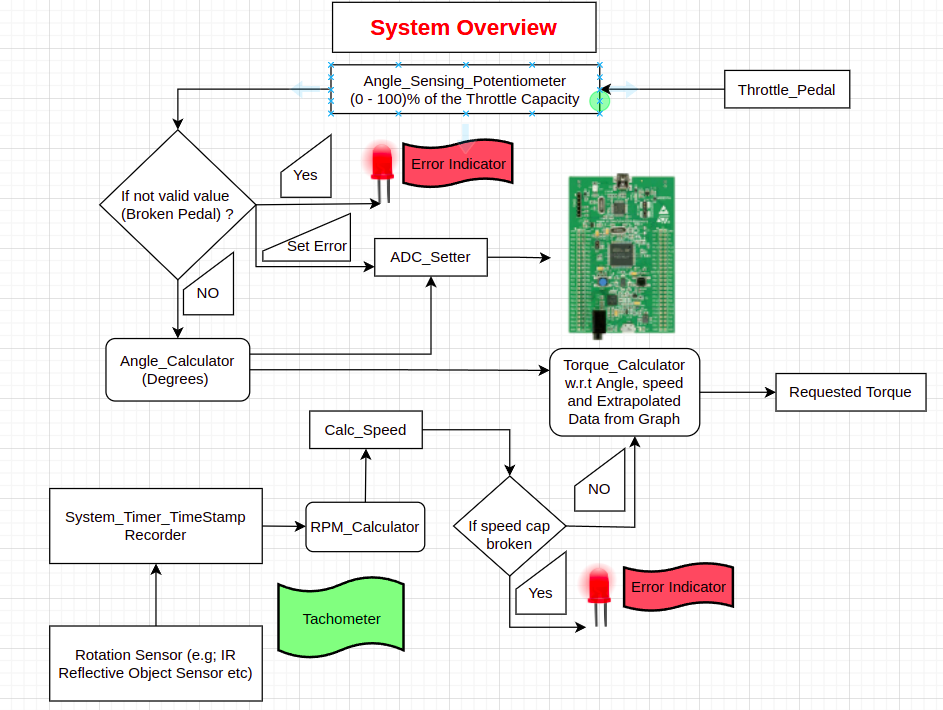 System Overview
Angle_Sensing_Potentiometer
(0 - 100)% of the Throttle Capacity
Throttle_Pedal
Yes
Error Indicator
If not valid value
(Broken Pedal) ?
Set Error
ADC_Setter
NO
Angle_Calculator
(Degrees)
Torque_Calculator
w.r.t Angle, speed
and Extrapolated
Data from Graph
Requested Torque
Calc_Speed
NO
System_Timer_TimeStamp
Recorder
RPM_Calculator
If speed cap
broken
Yes
Error Indicator
Tachometer
Rotation Sensor (e.g; IR
Reflective Object Sensor etc)